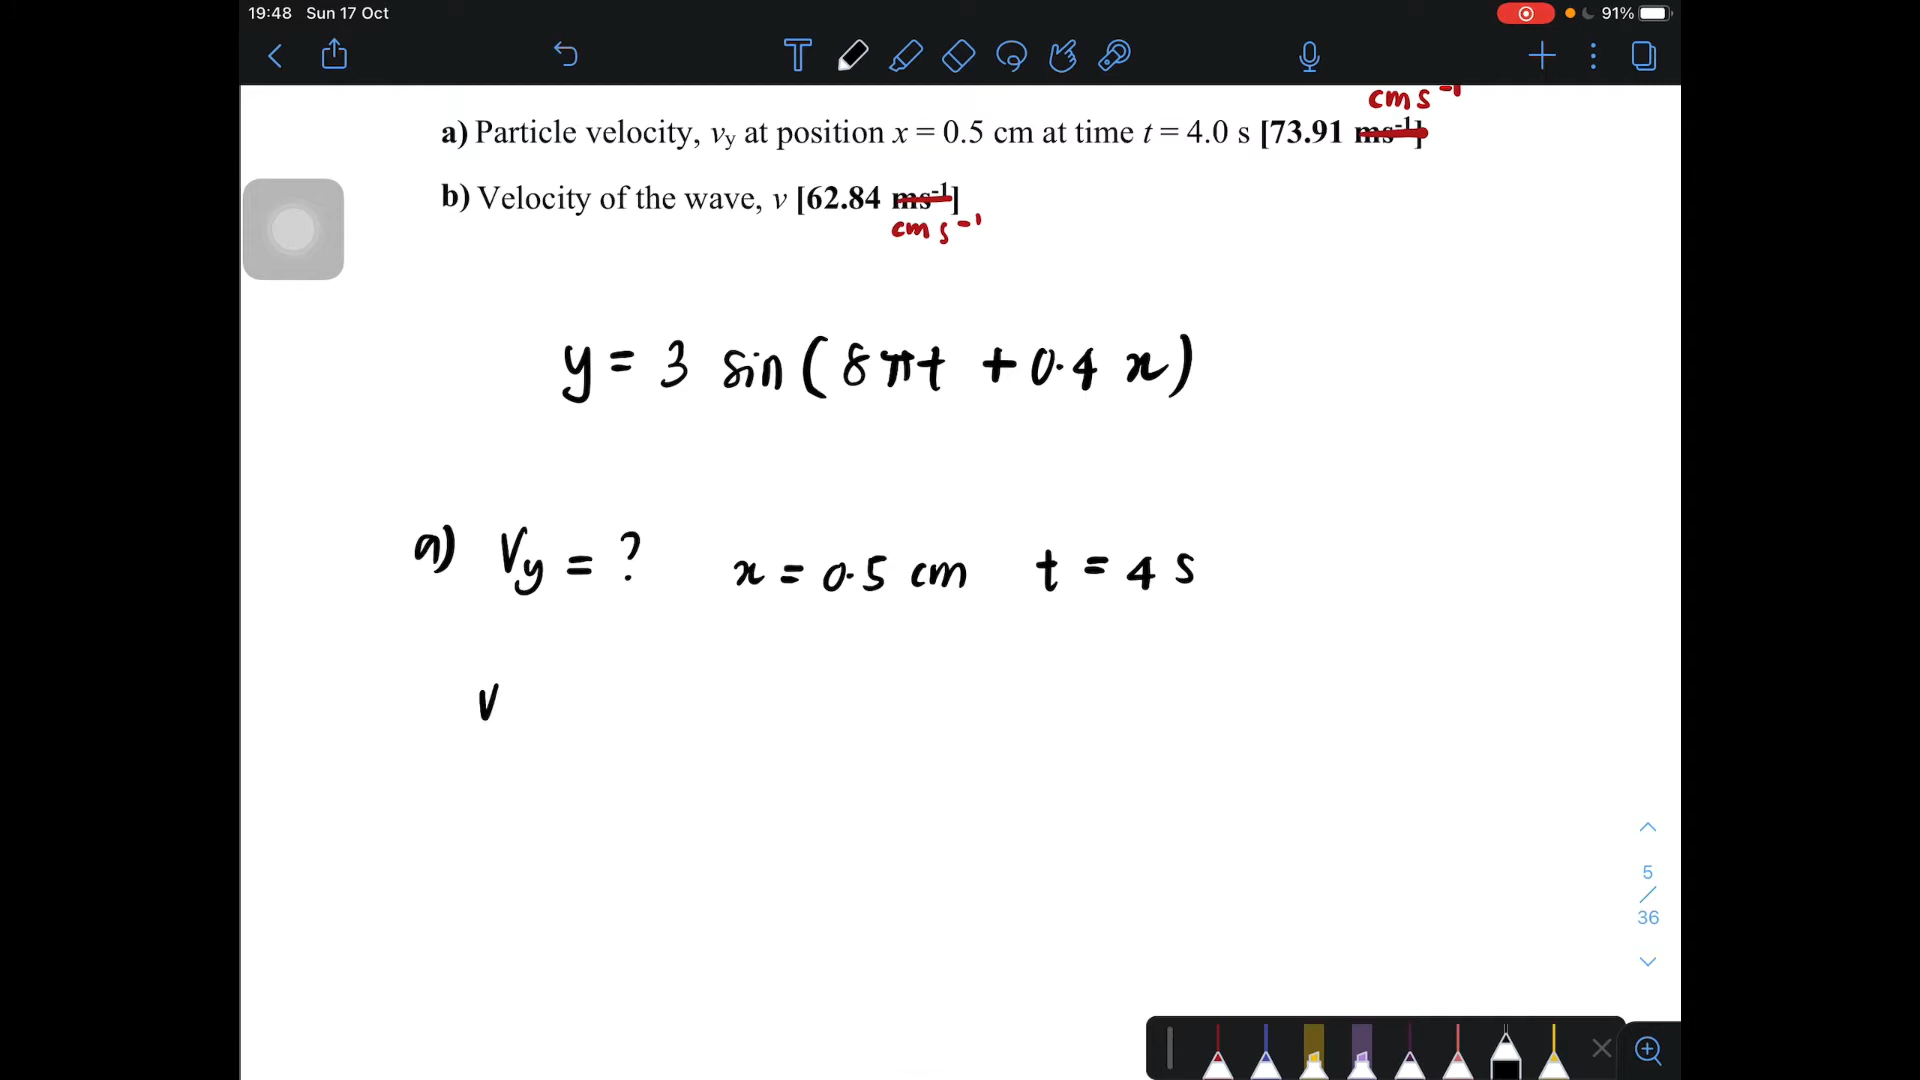 19:48 Sun 17 Oct
91%
T
cm s⁻¹
a) Particle velocity, vy at position x = 0.5 cm at time t = 4.0 s [73.91 ms⁻¹]
b) Velocity of the wave, v [62.84 ms⁻¹]
cm s⁻¹
y = 3 sin(8πt + 0.4 x)
a) Vy = ? x = 0.5 cm t = 4 s
V
5
/
36